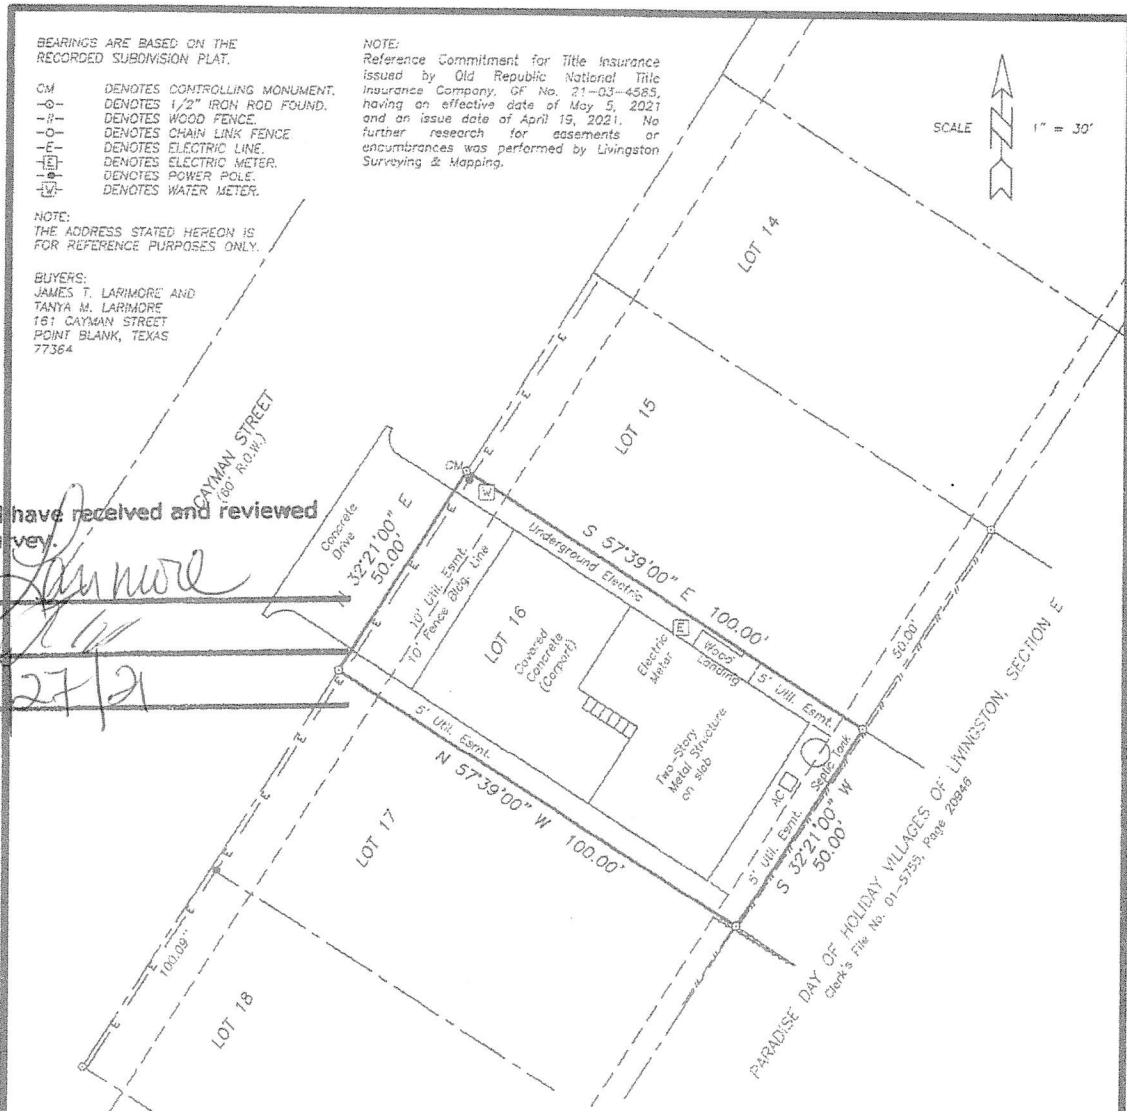 BEARINGS ARE BASED ON THE
RECORDED SUBDIVISION PLAT.
CM DENOTES CONTROLLING MONUMENT.
DENOTES 1/2" IRON ROD FOUND.
-//- DENOTES WOOD FENCE.
-O- DENOTES CHAIN LINK FENCE
-E- DENOTES ELECTRIC LINE.
E DENOTES ELECTRIC METER.
DENOTES POWER POLE.
W DENOTES WATER METER.
NOTE:
THE ADDRESS STATED HEREON IS
FOR REFERENCE PURPOSES ONLY.
BUYERS:
JAMES T. LARIMORE AND
TANYA M. LARIMORE
161 CAYMAN STREET
POINT BLANK, TEXAS
77364
NOTE:
Reference Commitment for Title Insurance
issued by Old Republic National Title
Insurance Company, GF No. 21-03-4585,
having an effective date of May 5, 2021
and an issue date of April 19, 2021. No
further research for easements or
encumbrances was performed by Livingston
Surveying & Mapping.
SCALE N 1" = 30'
LOT 14
LOT 15
CAYMAN STREET
(60' R.O.W.)
have received and reviewed
vey.
Larimore
27/21
Concrete
Drive
N 32°21'00" E
50.00'
CM
W
10' Util. Esmt.
10' Fence Bldg. Line
S 57°39'00" E 100.00'
Underground Electric
LOT 16
Covered
Concrete
(Carport)
E
Electric
Meter
Wood
Landing
5' Util. Esmt.
Two-Story
Metal Structure
on slab
AC
Septic Tank
5' Util. Esmt.
S 32°21'00" W
50.00'
50.00'
5' Util. Esmt.
N 57°39'00" W 100.00'
LOT 17
100.09'
LOT 18
PARADISE DAY OF HOLIDAY VILLAGES OF LIVINGSTON, SECTION E
Clerk's File No. 01-5755, Page 20846
E
E
E
E
E
E
E
E
E